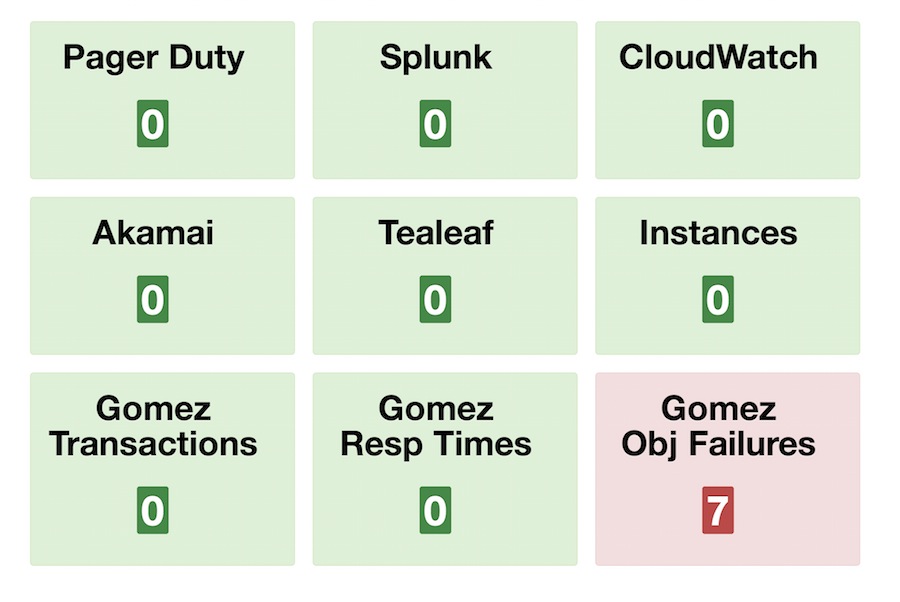 Pager Duty
0
Splunk
0
CloudWatch
0
Akamai
0
Tealeaf
0
Instances
0
Gomez
Transactions
0
Gomez
Resp Times
0
Gomez
Obj Failures
7